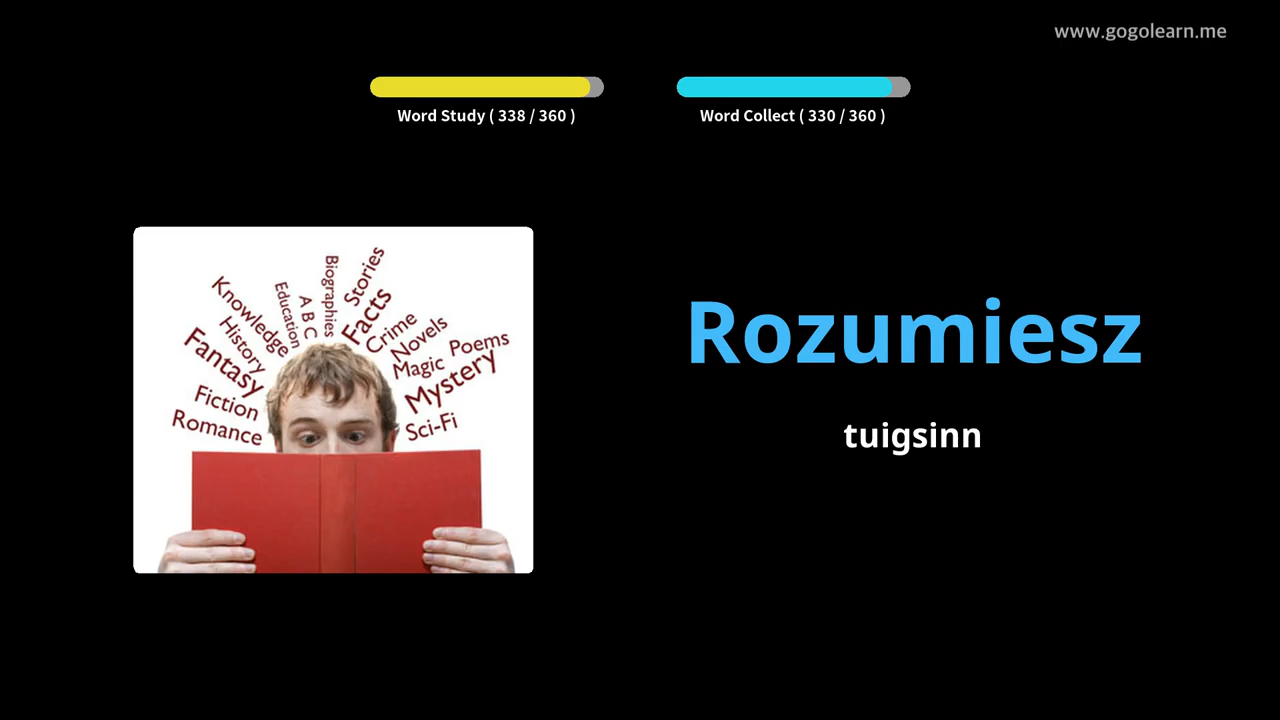 www.gogolearn.me
Word Study ( 338 / 360 )
Word Collect ( 330 / 360 )
Rozumiesz
tuigsinn
Knowledge
Education
A B C
Biographies
Stories
Facts
History
Crime
Novels
Fantasy
Magic
Poems
Fiction
Mystery
Romance
Sci-Fi